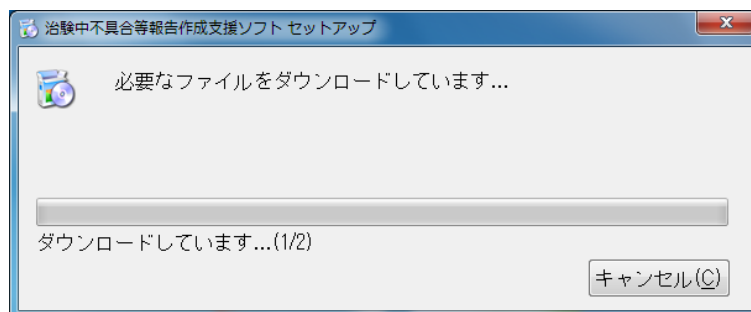 治験中不具合等報告作成支援ソフト セットアップ
必要なファイルをダウンロードしています...
ダウンロードしています...(1/2)
キャンセル(C)